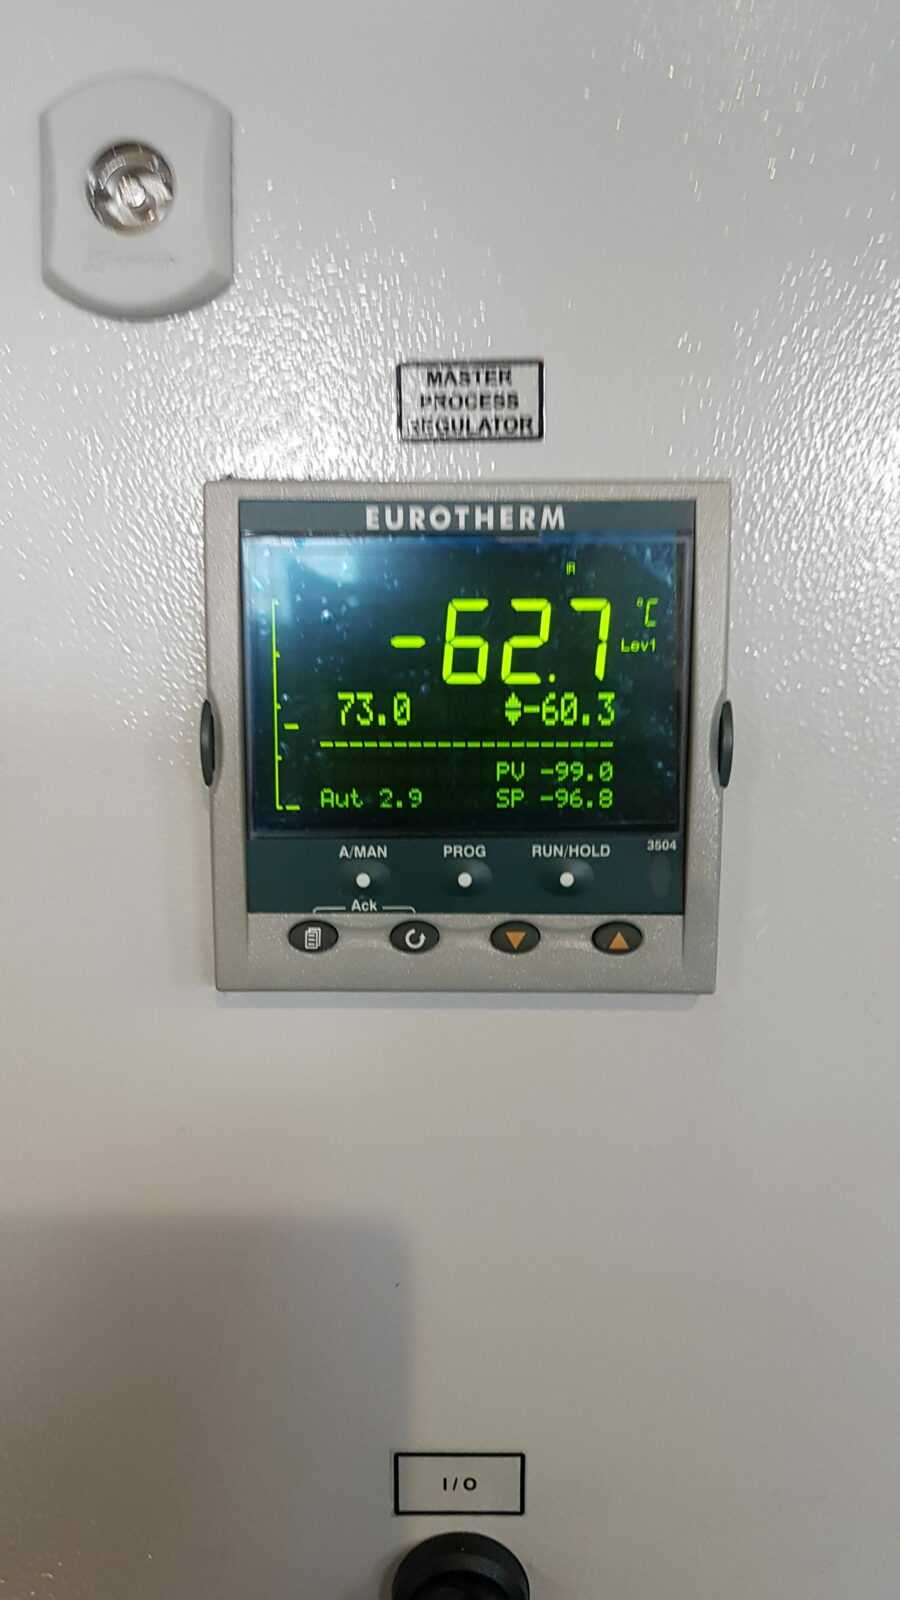 MASTER
PROCESS
REGULATOR
EUROTHERM
-62.7 °C
Lev1
73.0 -60.3
PV -99.0
Aut 2.9 SP -96.8
3504
A/MAN PROG RUN/HOLD
Ack
I/O